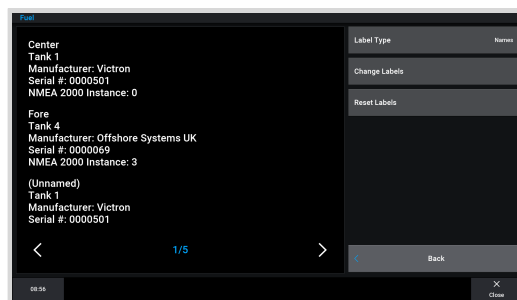 Fuel
Center
Tank 1
Manufacturer: Victron
Serial #: 0000501
NMEA 2000 Instance: 0
Fore
Tank 4
Manufacturer: Offshore Systems UK
Serial #: 0000069
NMEA 2000 Instance: 3
(Unnamed)
Tank 1
Manufacturer: Victron
Serial #: 0000501
1/5
Label Type Names
Change Labels
Reset Labels
Back
08:56
Close